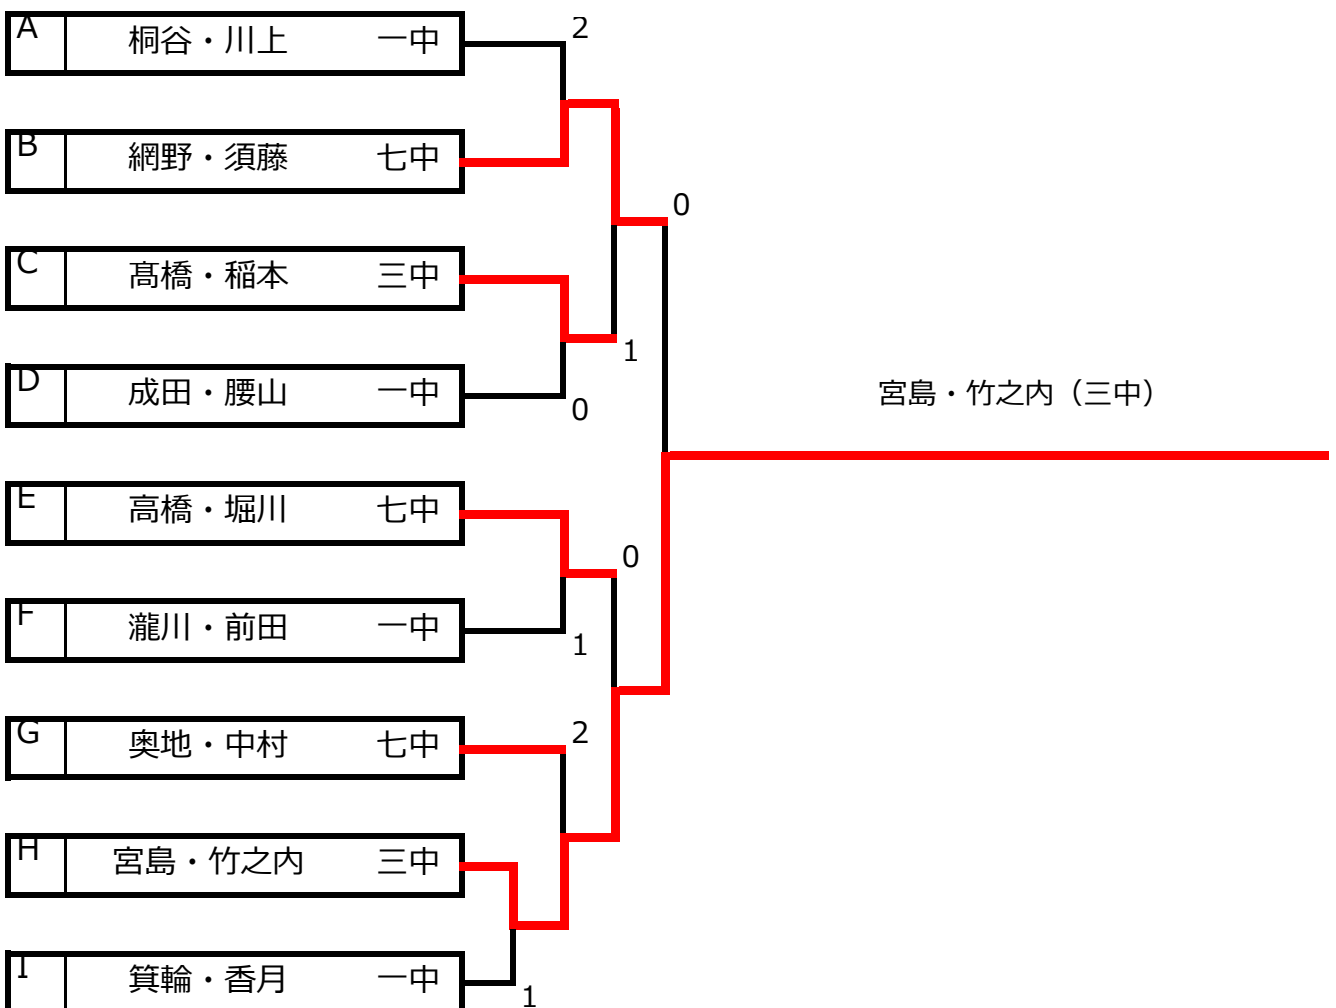 A 桐谷・川上 一中 2
B 網野・須藤 七中
0
C 髙橋・稲本 三中
1
D 成田・腰山 一中 0
宮島・竹之内（三中）
E 高橋・堀川 七中
0
F 瀧川・前田 一中 1
G 奥地・中村 七中 2
H 宮島・竹之内 三中
I 箕輪・香月 一中 1